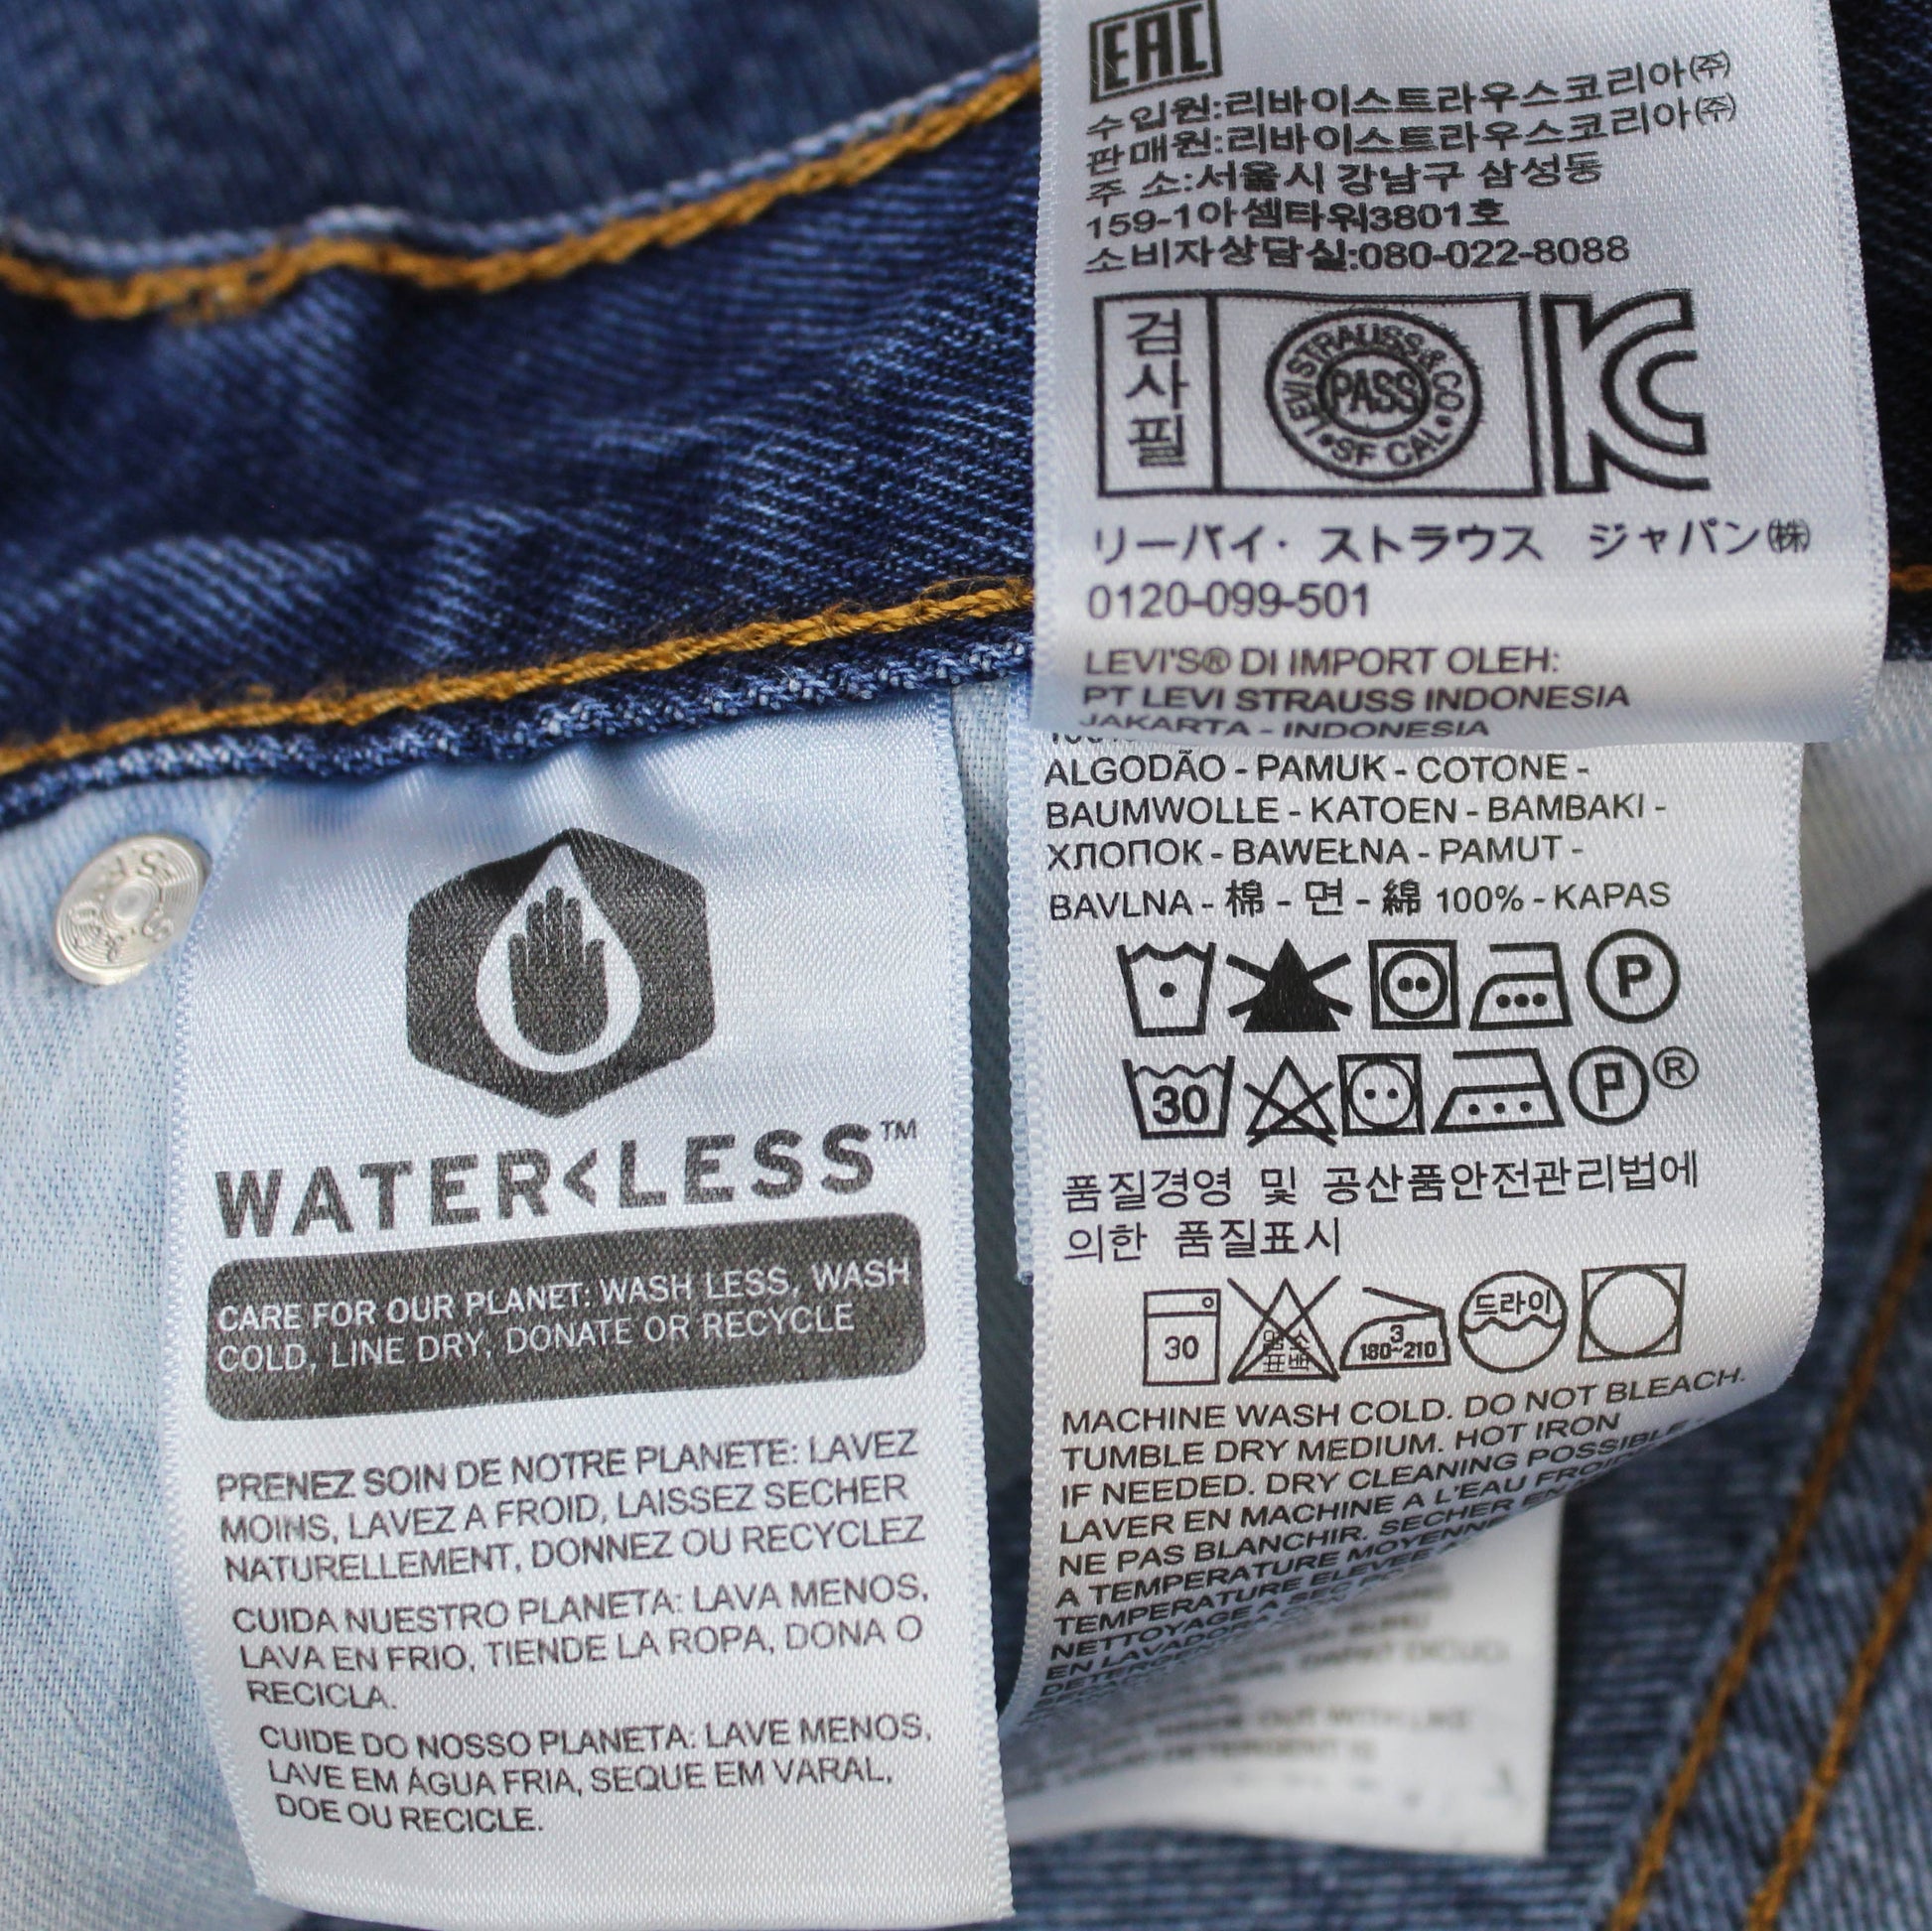 EAC
수입원:리바이스트라우스코리아㈜
판매원:리바이스트라우스코리아㈜
주 소:서울시 강남구 삼성동
159-1아셈타워3801호
소비자상담실:080-022-8088
검사필
LEVI STRAUSS & CO
PASS
SF CAL
KC
リーバイ・ストラウス ジャパン㈱
0120-099-501
LEVI'S® DI IMPORT OLEH:
PT LEVI STRAUSS INDONESIA
JAKARTA - INDONESIA
ALGODÃO - PAMUK - COTONE -
BAUMWOLLE - KATOEN - BAMBAKI -
ХЛОПОК - BAWEŁNA - PAMUT -
BAVLNA - 棉 - 면 - 綿 100% - KAPAS
P
30 P ®
품질경영 및 공산품안전관리법에
의한 품질표시
30
3
180~210
드라이
MACHINE WASH COLD. DO NOT BLEACH.
TUMBLE DRY MEDIUM. HOT IRON
IF NEEDED. DRY CLEANING POSSIBLE.
LAVER EN MACHINE A L'EAU FROIDE
NE PAS BLANCHIR. SECHER EN
A TEMPERATURE MOYENNE
TEMPERATURE ELEVEE
NETTOYAGE A SEC
WATER<LESS™
CARE FOR OUR PLANET: WASH LESS, WASH
COLD, LINE DRY, DONATE OR RECYCLE
PRENEZ SOIN DE NOTRE PLANETE: LAVEZ
MOINS, LAVEZ A FROID, LAISSEZ SECHER
NATURELLEMENT, DONNEZ OU RECYCLEZ
CUIDA NUESTRO PLANETA: LAVA MENOS,
LAVA EN FRIO, TIENDE LA ROPA, DONA O
RECICLA.
CUIDE DO NOSSO PLANETA: LAVE MENOS,
LAVE EM ÁGUA FRIA, SEQUE EM VARAL,
DOE OU RECICLE.